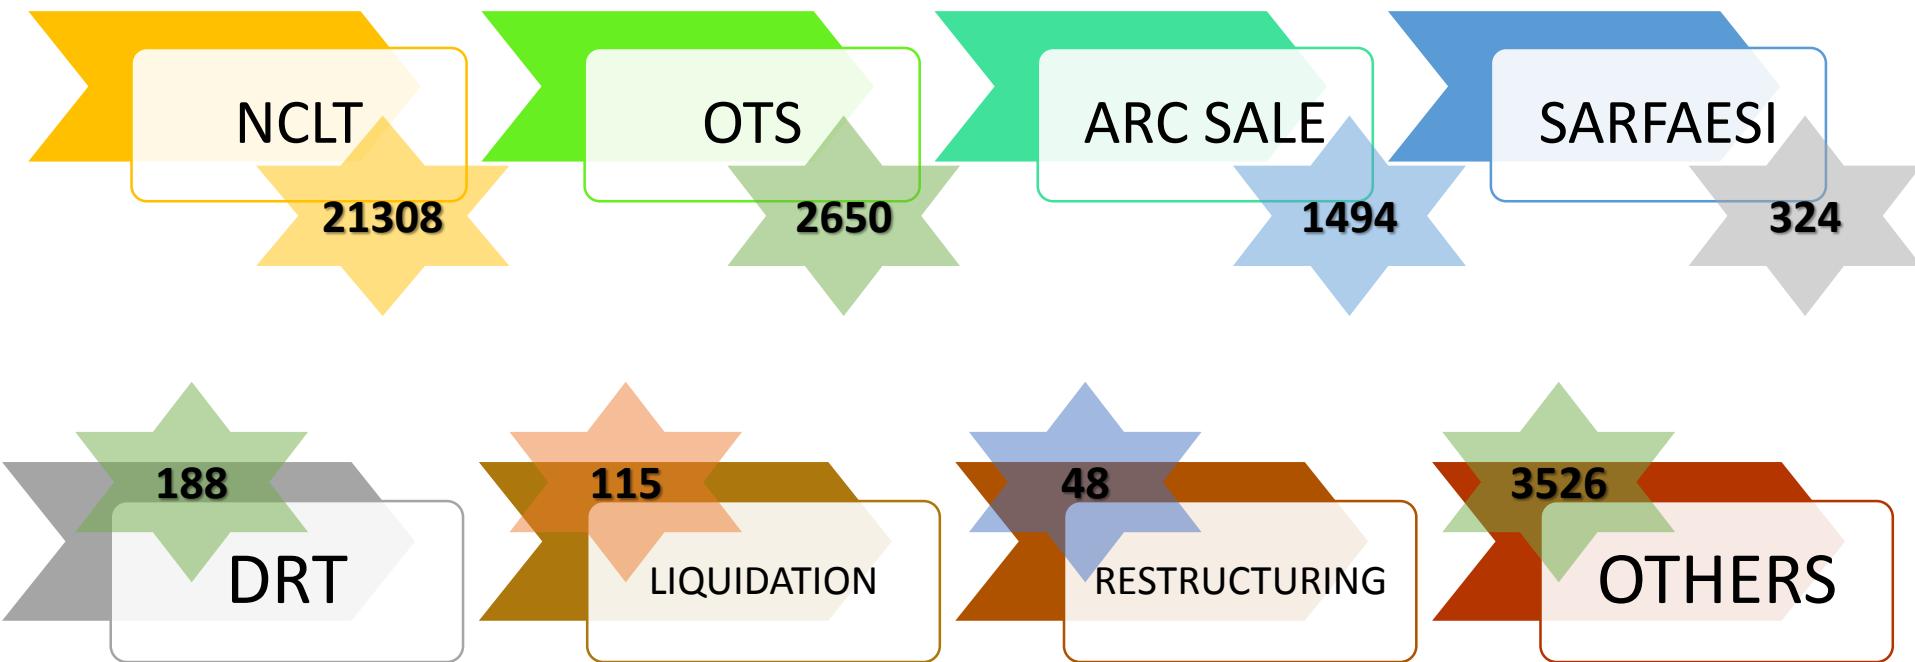 NCLT
21308
OTS
2650
ARC SALE
1494
SARFAESI
324
188
DRT
115
LIQUIDATION
48
RESTRUCTURING
3526
OTHERS